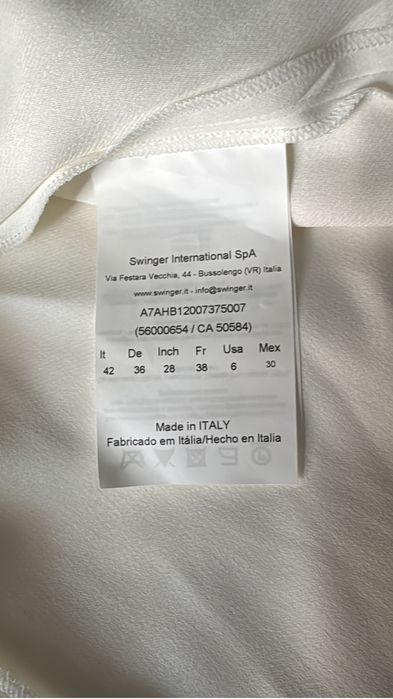 Swinger International SpA
Via Festara Vecchia, 44 - Bussolengo (VR) Italia
www.swinger.it - info@swinger.it
A7AHB12007375007
(56000654 / CA 50584)
It De Inch Fr Usa Mex
42 36 28 38 6 30
Made in ITALY
Fabricado em Itália/Hecho en Italia